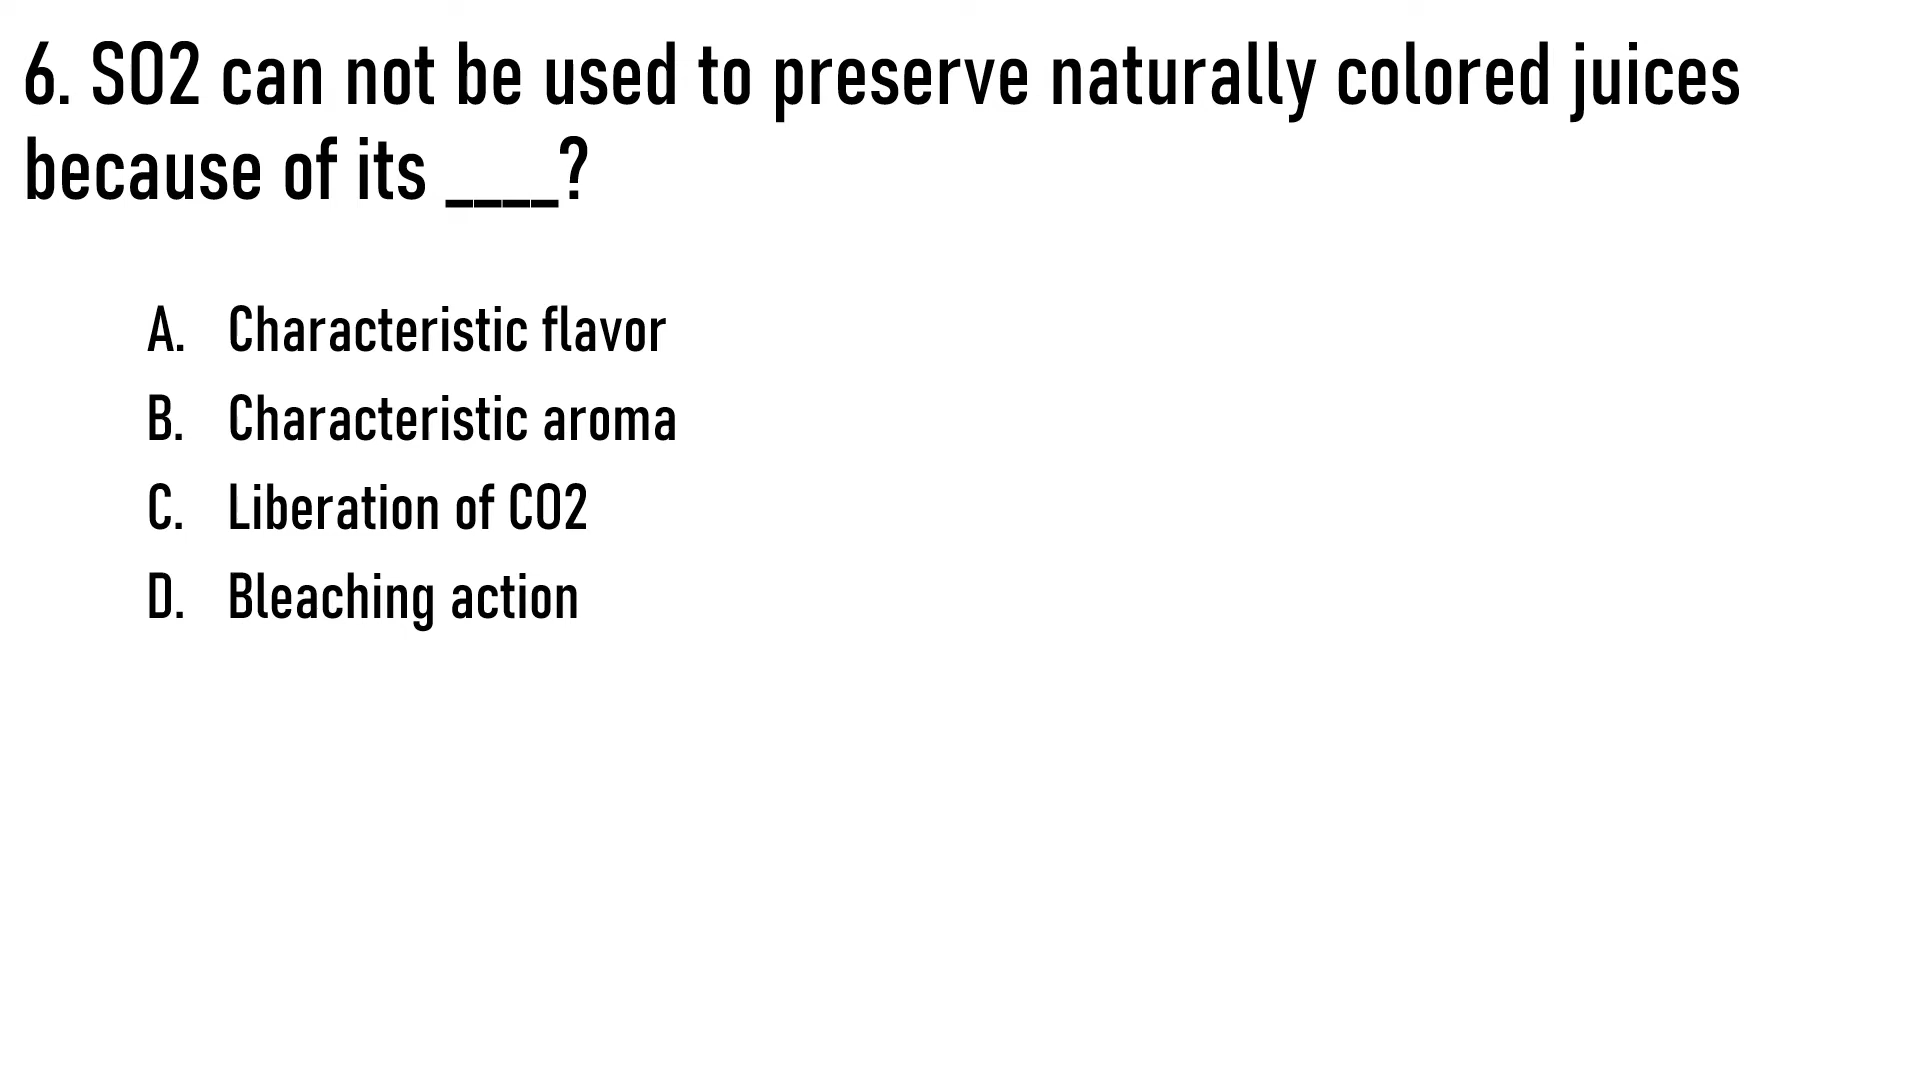 6. SO2 can not be used to preserve naturally colored juices
because of its ____?
A. Characteristic flavor
B. Characteristic aroma
C. Liberation of CO2
D. Bleaching action